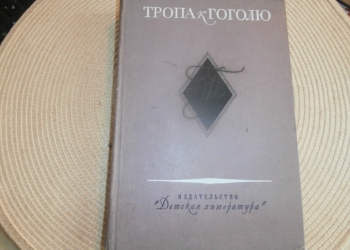 ТРОПА к ГОГОЛЮ
ИЗДАТЕЛЬСТВО
"Детская литература"